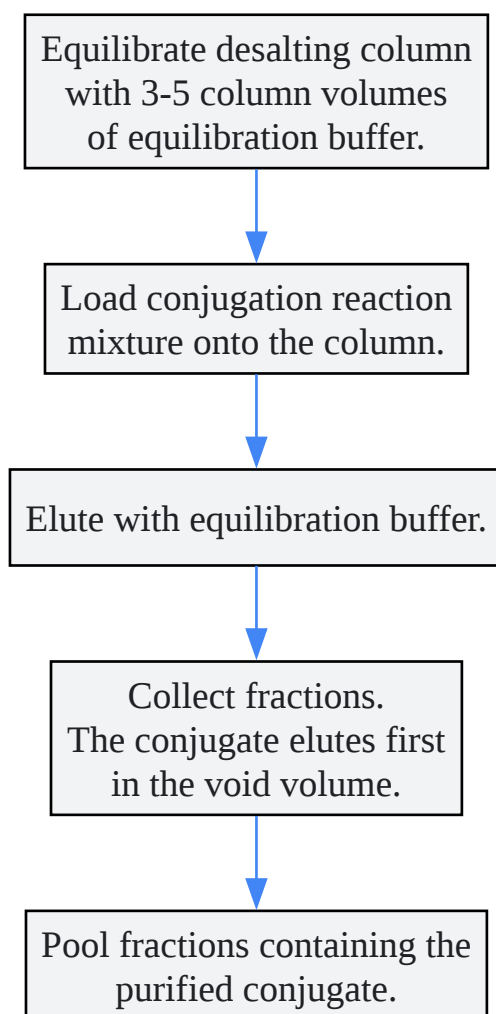 Equilibrate desalting column
with 3-5 column volumes
of equilibration buffer.
Load conjugation reaction
mixture onto the column.
Elute with equilibration buffer.
Collect fractions.
The conjugate elutes first
in the void volume.
Pool fractions containing the
purified conjugate.